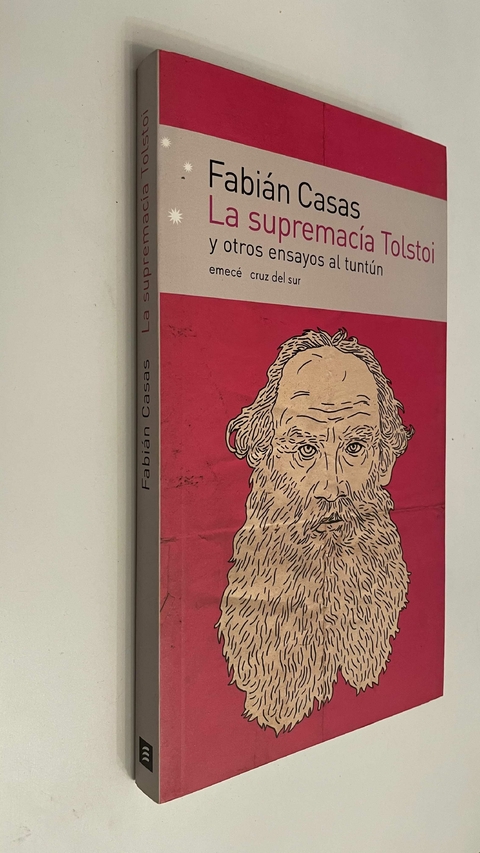 Fabián Casas
La supremacía Tolstoi
y otros ensayos al tuntún
emecé cruz del sur
Fabián Casas La supremacía Tolstoi